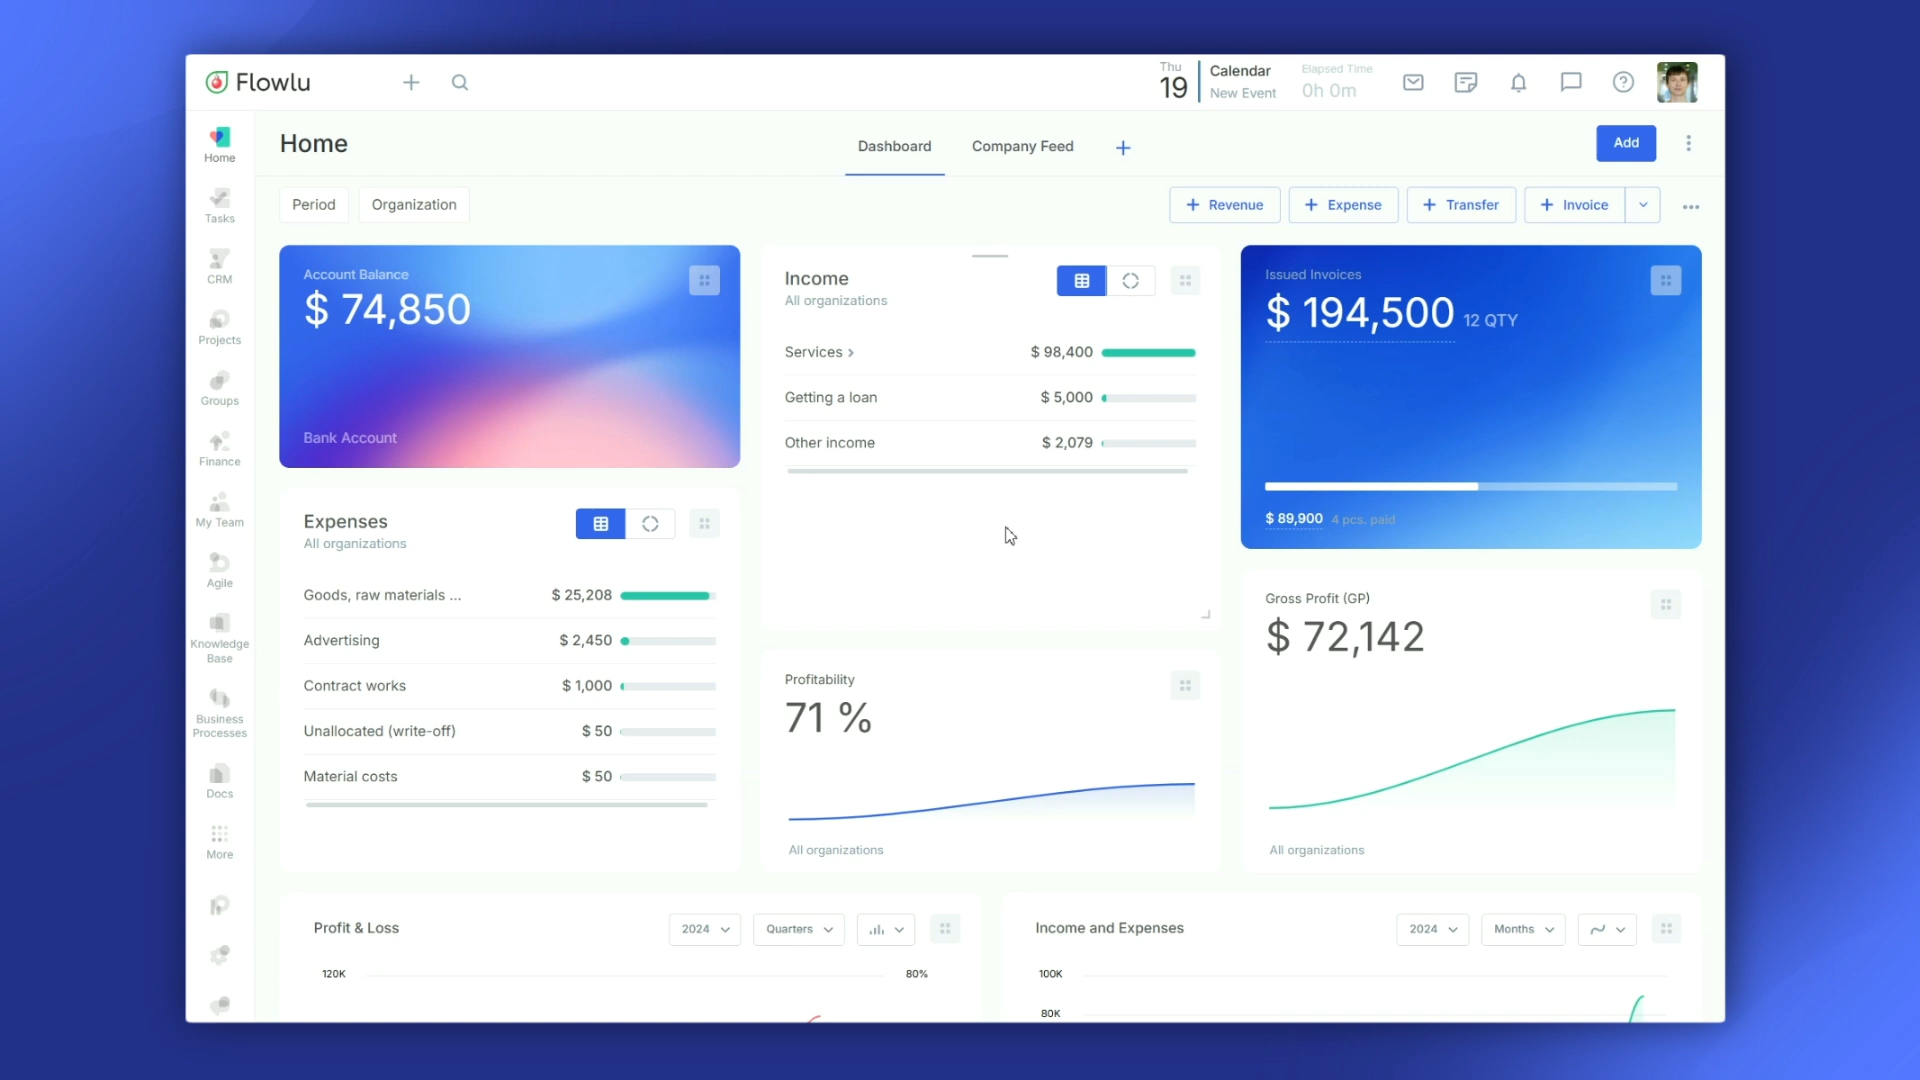 Flowlu
Thu
19
Calendar
New Event
Elapsed Time
0h 0m
Home
Tasks
CRM
Projects
Groups
Finance
My Team
Agile
Knowledge
Base
Business
Processes
Docs
More
Home
Dashboard
Company Feed
Add
Period
Organization
Revenue
Expense
Transfer
Invoice
Account Balance
$ 74,850
Bank Account
Income
All organizations
Services
$ 98,400
Getting a loan
$ 5,000
Other income
$ 2,079
Issued Invoices
$ 194,500 12 QTY
$ 89,900 4 pcs. paid
Expenses
All organizations
Goods, raw materials ...
$ 25,208
Advertising
$ 2,450
Contract works
$ 1,000
Unallocated (write-off)
$ 50
Material costs
$ 50
Profitability
71 %
All organizations
Gross Profit (GP)
$ 72,142
All organizations
Profit & Loss
2024
Quarters
120K
80%
Income and Expenses
2024
Months
100K
80K